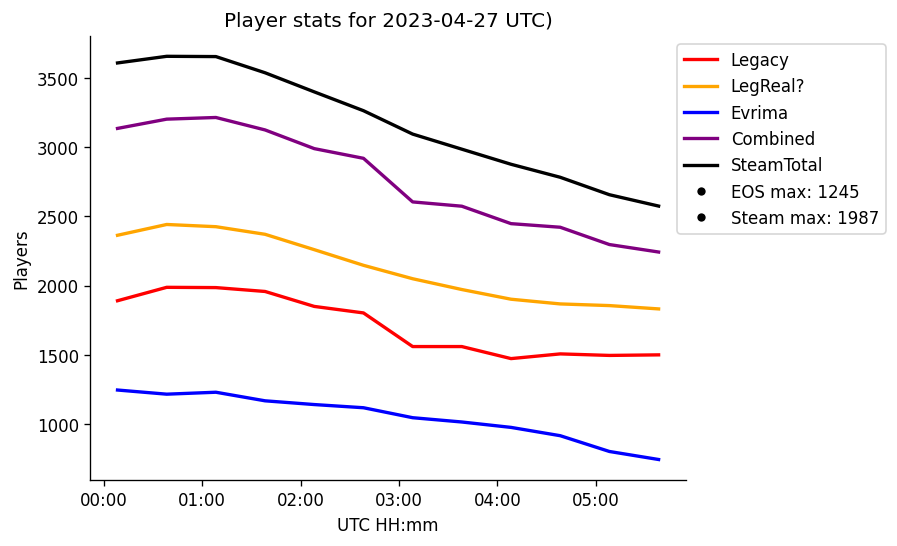 Player stats for 2023-04-27 UTC)
Players
3500
3000
2500
2000
1500
1000
00:00
01:00
02:00
03:00
04:00
05:00
UTC HH:mm
Legacy
LegReal?
Evrima
Combined
SteamTotal
EOS max: 1245
Steam max: 1987